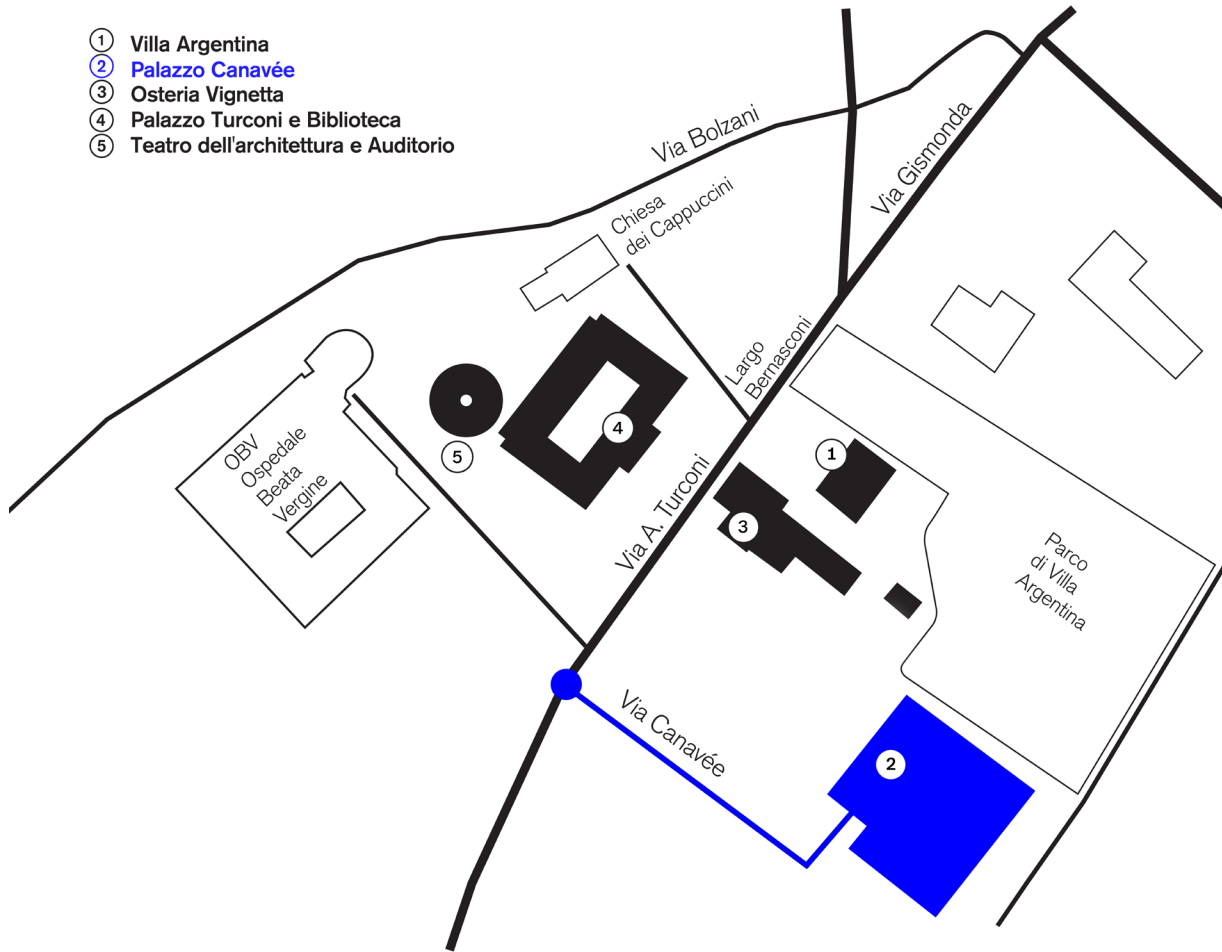 1 Villa Argentina
2 Palazzo Canavée
3 Osteria Vignetta
4 Palazzo Turconi e Biblioteca
5 Teatro dell'architettura e Auditorio
Via Bolzani
Via Gismonda
Chiesa
dei Cappuccini
Largo
Bernasconi
OBV
Ospedale
Beata
Vergine
5
4
1
3
Via A. Turconi
Parco
di Villa
Argentina
Via Canavée
2